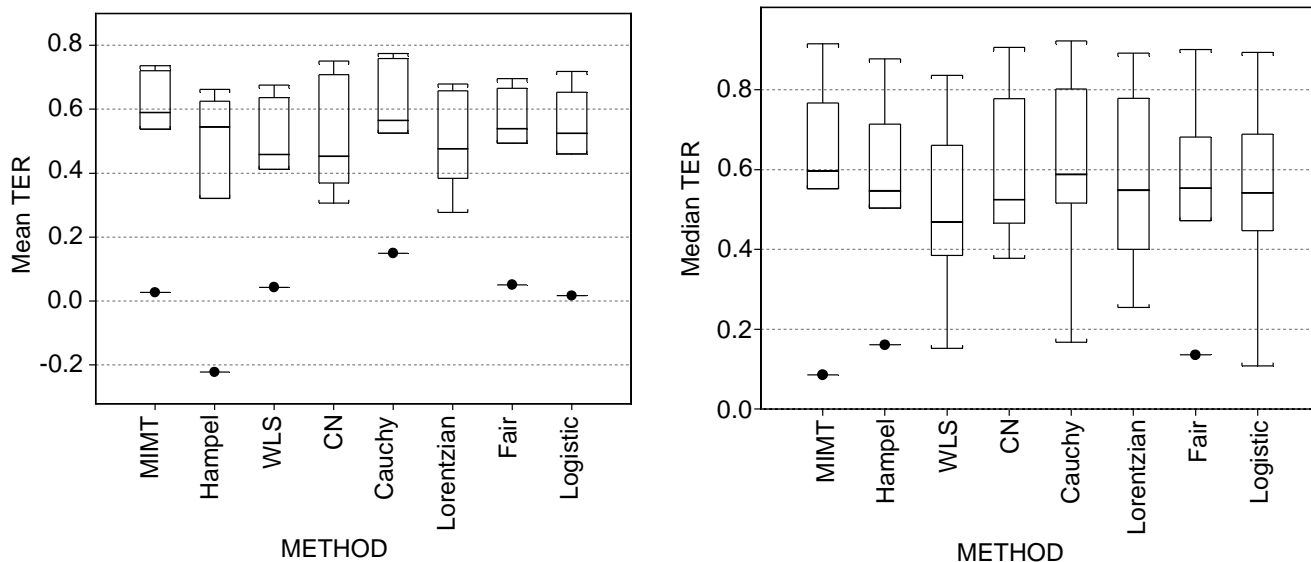 Mean TER
0.8
0.6
0.4
0.2
0.0
-0.2
MIMT
Hampel
WLS
CN
Cauchy
Lorentzian
Fair
Logistic
METHOD
Median TER
0.8
0.6
0.4
0.2
0.0
MIMT
Hampel
WLS
CN
Cauchy
Lorentzian
Fair
Logistic
METHOD